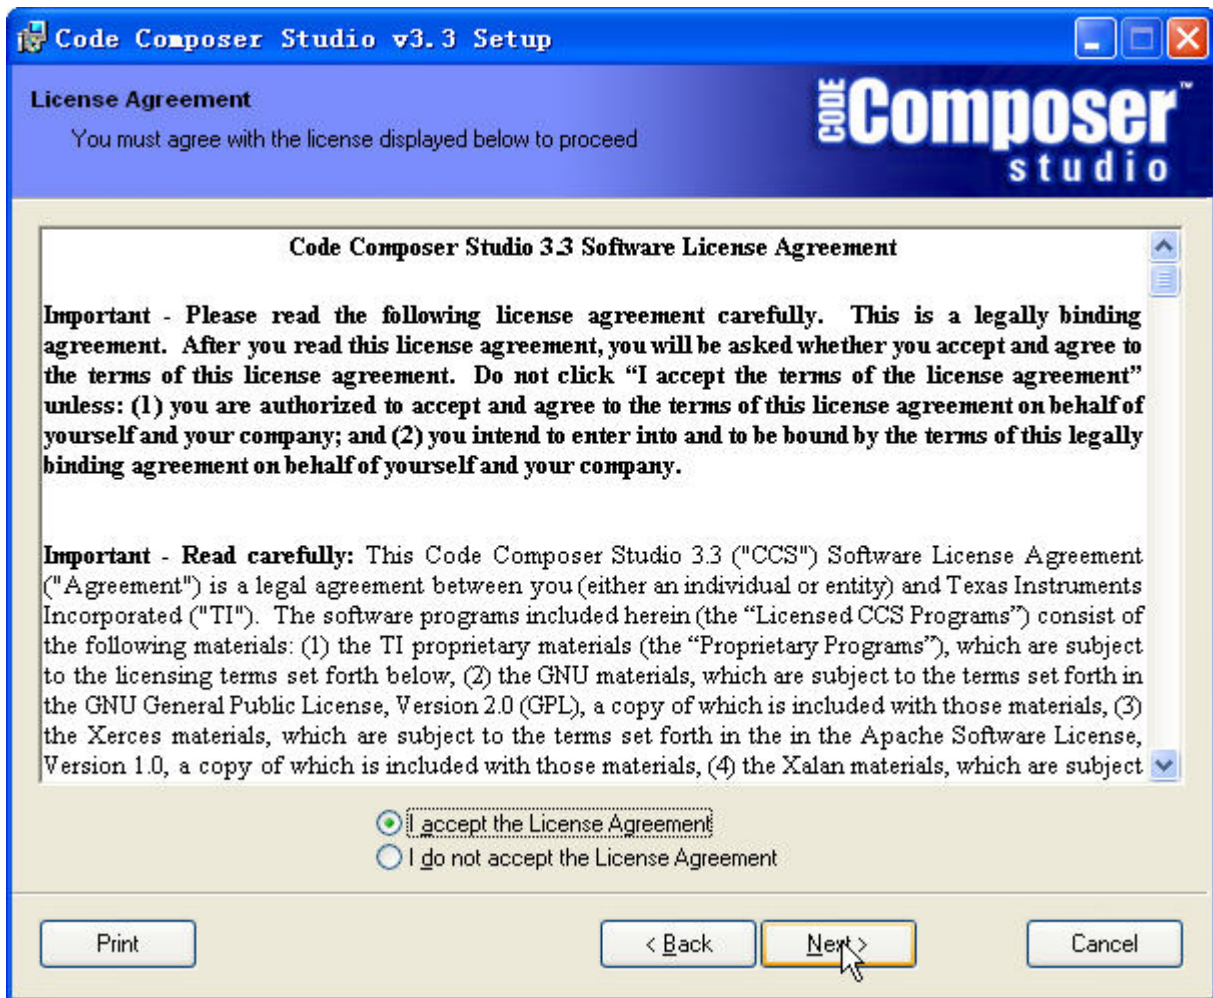 Code Composer Studio v3.3 Setup
License Agreement
You must agree with the license displayed below to proceed
CODE Composer™
studio
Code Composer Studio 3.3 Software License Agreement
Important - Please read the following license agreement carefully. This is a legally binding
agreement. After you read this license agreement, you will be asked whether you accept and agree to
the terms of this license agreement. Do not click “I accept the terms of the license agreement”
unless: (1) you are authorized to accept and agree to the terms of this license agreement on behalf of
yourself and your company; and (2) you intend to enter into and to be bound by the terms of this legally
binding agreement on behalf of yourself and your company.
Important - Read carefully: This Code Composer Studio 3.3 ("CCS") Software License Agreement
("Agreement") is a legal agreement between you (either an individual or entity) and Texas Instruments
Incorporated ("TI"). The software programs included herein (the “Licensed CCS Programs”) consist of
the following materials: (1) the TI proprietary materials (the “Proprietary Programs”), which are subject
to the licensing terms set forth below, (2) the GNU materials, which are subject to the terms set forth in
the GNU General Public License, Version 2.0 (GPL), a copy of which is included with those materials, (3)
the Xerces materials, which are subject to the terms set forth in the in the Apache Software License,
Version 1.0, a copy of which is included with those materials, (4) the Xalan materials, which are subject
I accept the License Agreement
I do not accept the License Agreement
Print
< Back
Next >
Cancel